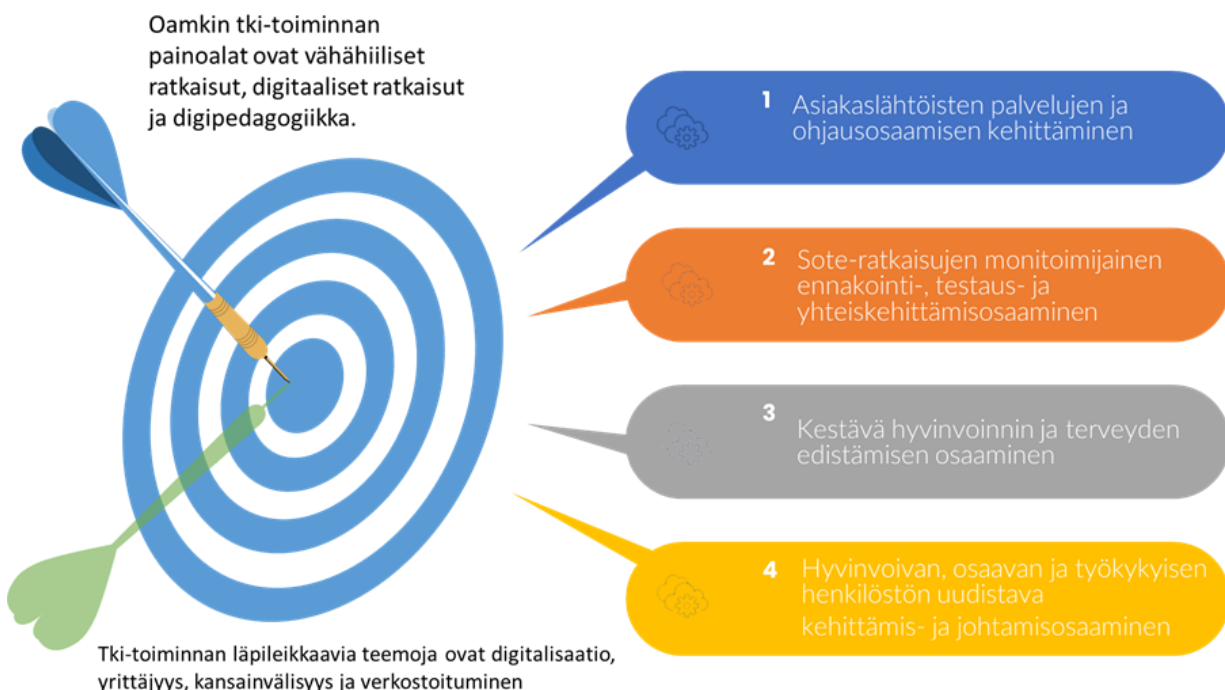 Oamkin tki-toiminnan
painoalat ovat vähähiiliset
ratkaisut, digitaaliset ratkaisut
ja digipedagogiikka.
1 Asiakaslähtöisten palvelujen ja
ohjausosaamisen kehittäminen
2 Sote-ratkaisujen monitoimijainen
ennakointi-, testaus- ja
yhteiskehittämisosaaminen
3 Kestävä hyvinvoinnin ja terveyden
edistämisen osaaminen
4 Hyvinvoivan, osaavan ja työkykyisen
henkilöstön uudistava
kehittämis- ja johtamisosaaminen
Tki-toiminnan läpileikkaavia teemoja ovat digitalisaatio,
yrittäjyys, kansainvälisyys ja verkostoituminen